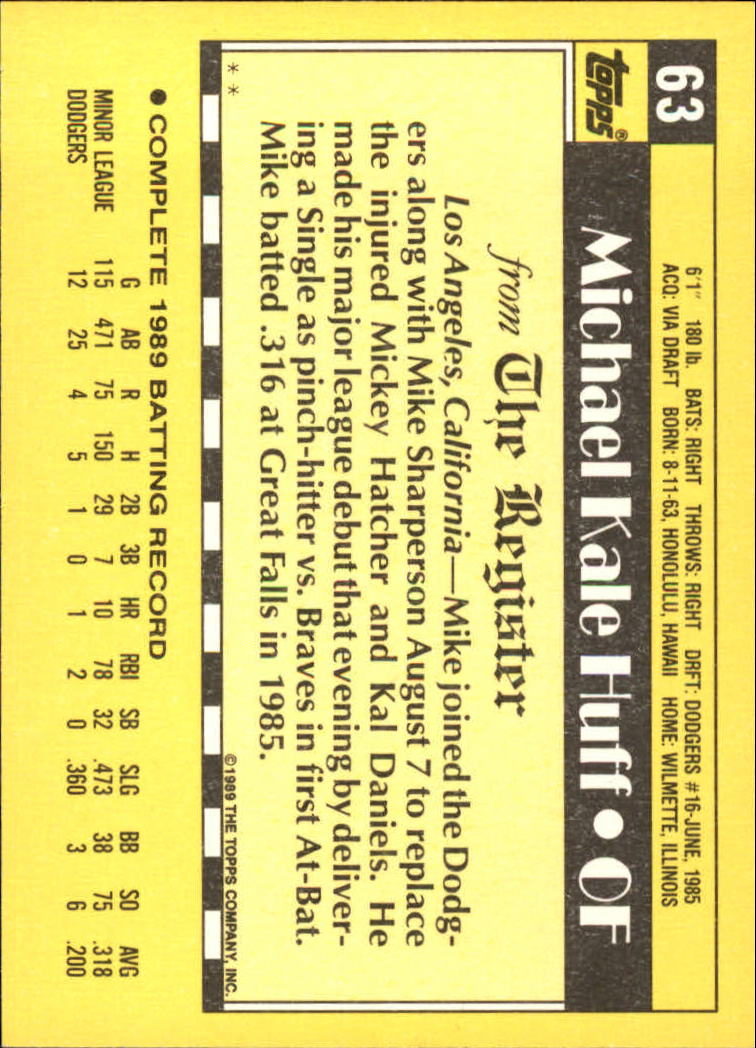 63
6'1" 180 lb. BATS: RIGHT THROWS: RIGHT DRFT: DODGERS #16-JUNE, 1985
ACQ: VIA DRAFT BORN: 8-11-63, HONOLULU, HAWAII HOME: WILMETTE, ILLINOIS
topps®
Michael Kale Huff • OF
from The Register
Los Angeles, California—Mike joined the Dodg-
ers along with Mike Sharperson August 7 to replace
the injured Mickey Hatcher and Kal Daniels. He
made his major league debut that evening by deliver-
ing a Single as pinch-hitter vs. Braves in first At-Bat.
Mike batted .316 at Great Falls in 1985.
* * ©1989 THE TOPPS COMPANY, INC.
• COMPLETE 1989 BATTING RECORD
G AB R H 2B 3B HR RBI SB SLG BB SO AVG
MINOR LEAGUE 115 471 75 150 29 7 10 78 32 .473 38 75 .318
DODGERS 12 25 4 5 1 0 1 2 0 .360 3 6 .200